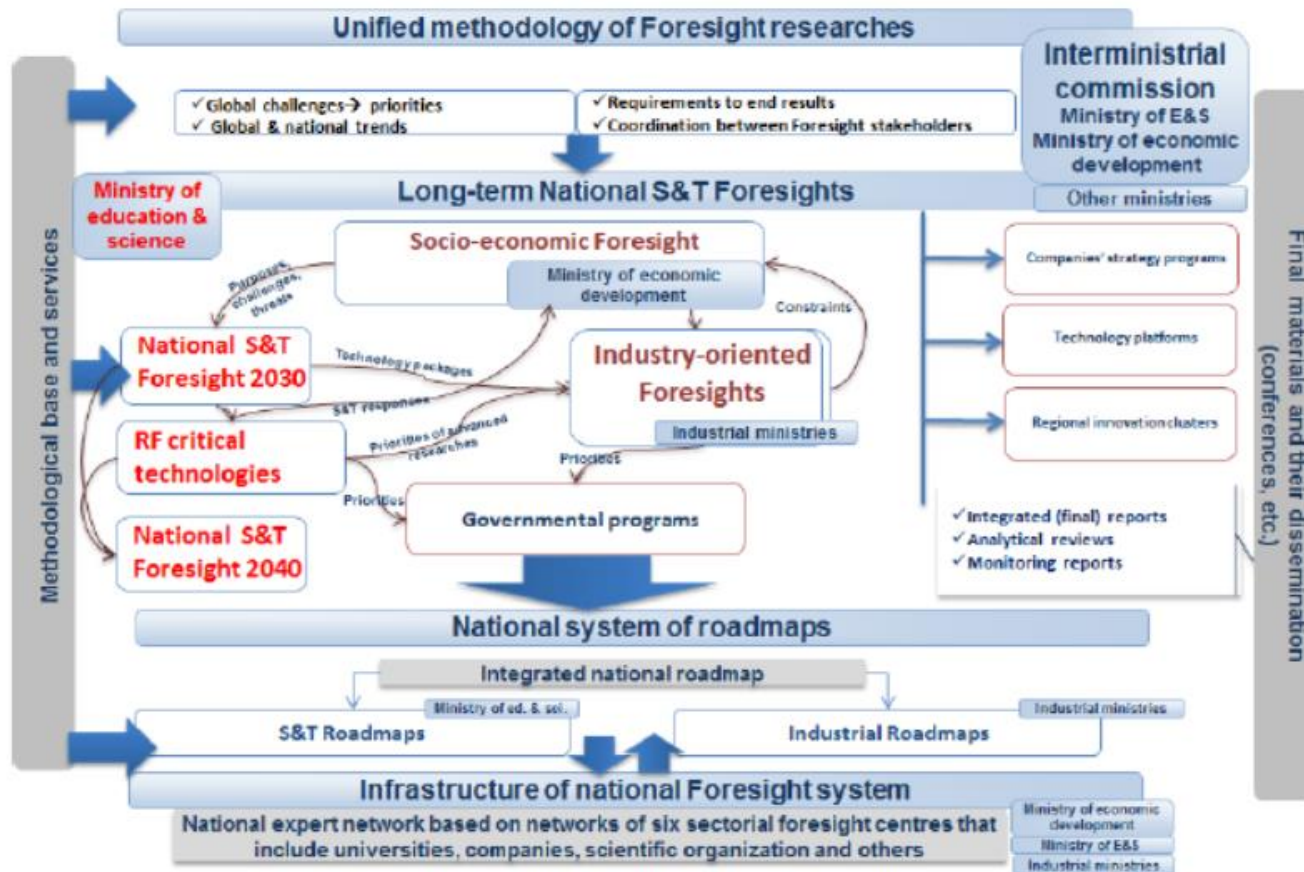 Unified methodology of Foresight researches
Interministrial
commission
Ministry of E&S
Ministry of economic
development
Other ministries
✓Global challenges→ priorities
✓ Global & national trends
✓Requirements to end results
✓Coordination between Foresight stakeholders
Methodological base and services
Ministry of
education &
science
Long-term National S&T Foresights
Socio-economic Foresight
Ministry of economic
development
Purposes,
challenges,
threats
Constraints
National S&T
Foresight 2030
Technology packages
S&T responses
Industry-oriented
Foresights
Industrial ministries
RF critical
technologies
Priorities of advanced
researches
Priorities
Priorities
Governmental programs
National S&T
Foresight 2040
Companies' strategy programs
Technology platforms
Regional innovation clusters
✓Integrated (final) reports
✓Analytical reviews
✓Monitoring reports
Final materials and their dissemination
(conferences, etc.)
National system of roadmaps
Integrated national roadmap
Ministry of ed. & sci.
S&T Roadmaps
Industrial ministries
Industrial Roadmaps
Infrastructure of national Foresight system
National expert network based on networks of six sectorial foresight centres that
include universities, companies, scientific organization and others
Ministry of economic
development
Ministry of E&S
Industrial ministries